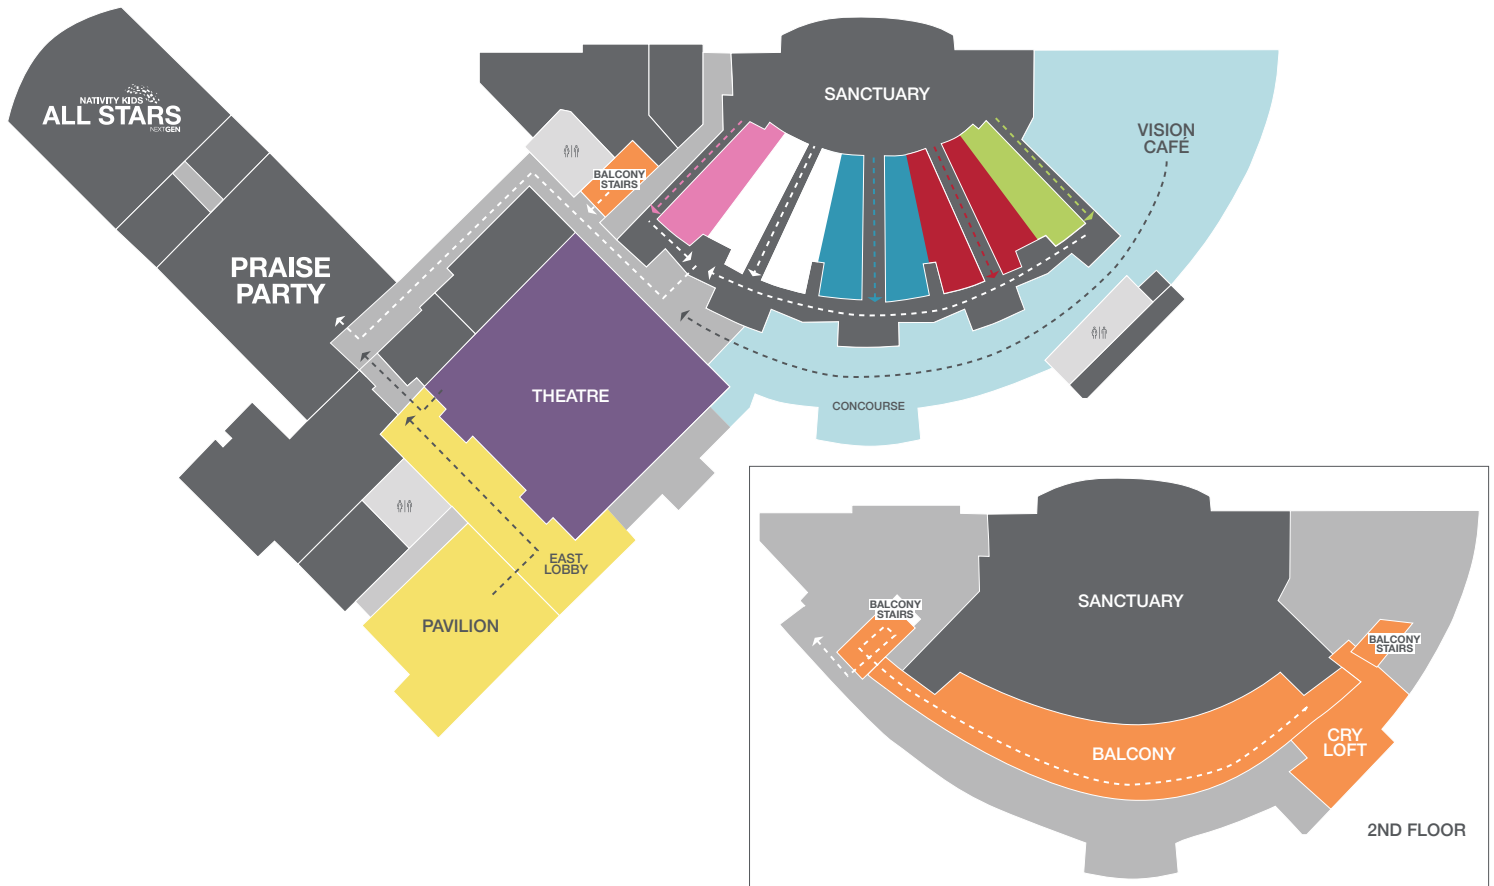 NATIVITY KIDS
ALL STARS
NEXTGEN
PRAISE
PARTY
BALCONY
STAIRS
SANCTUARY
VISION
CAFÉ
THEATRE
CONCOURSE
EAST
LOBBY
PAVILION
BALCONY
STAIRS
SANCTUARY
BALCONY
STAIRS
BALCONY
CRY
LOFT
2ND FLOOR